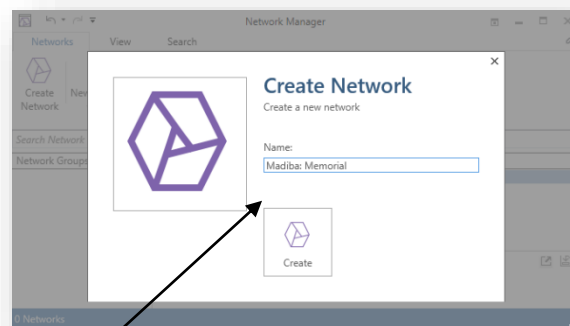 Network Manager
Networks View Search
Create Network
New
Search Network
Network Groups
Create Network
Create a new network
Name:
Madiba: Memorial
Create
0 Networks